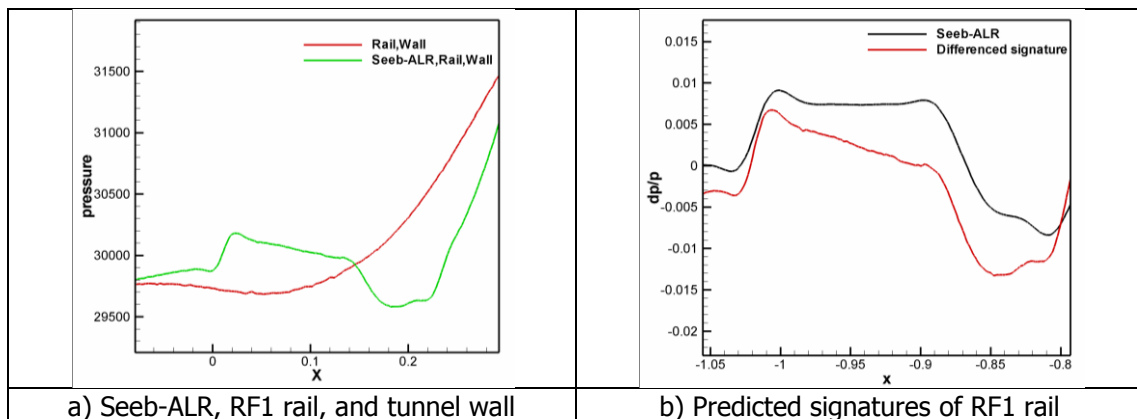 Rail,Wall
Seeb-ALR,Rail,Wall
31500
31000
30500
30000
29500
pressure
0
0.1
0.2
X
a) Seeb-ALR, RF1 rail, and tunnel wall
Seeb-ALR
Differenced signature
0.015
0.01
0.005
0
-0.005
-0.01
-0.015
-0.02
dp/p
-1.05
-1
-0.95
-0.9
-0.85
-0.8
x
b) Predicted signatures of RF1 rail